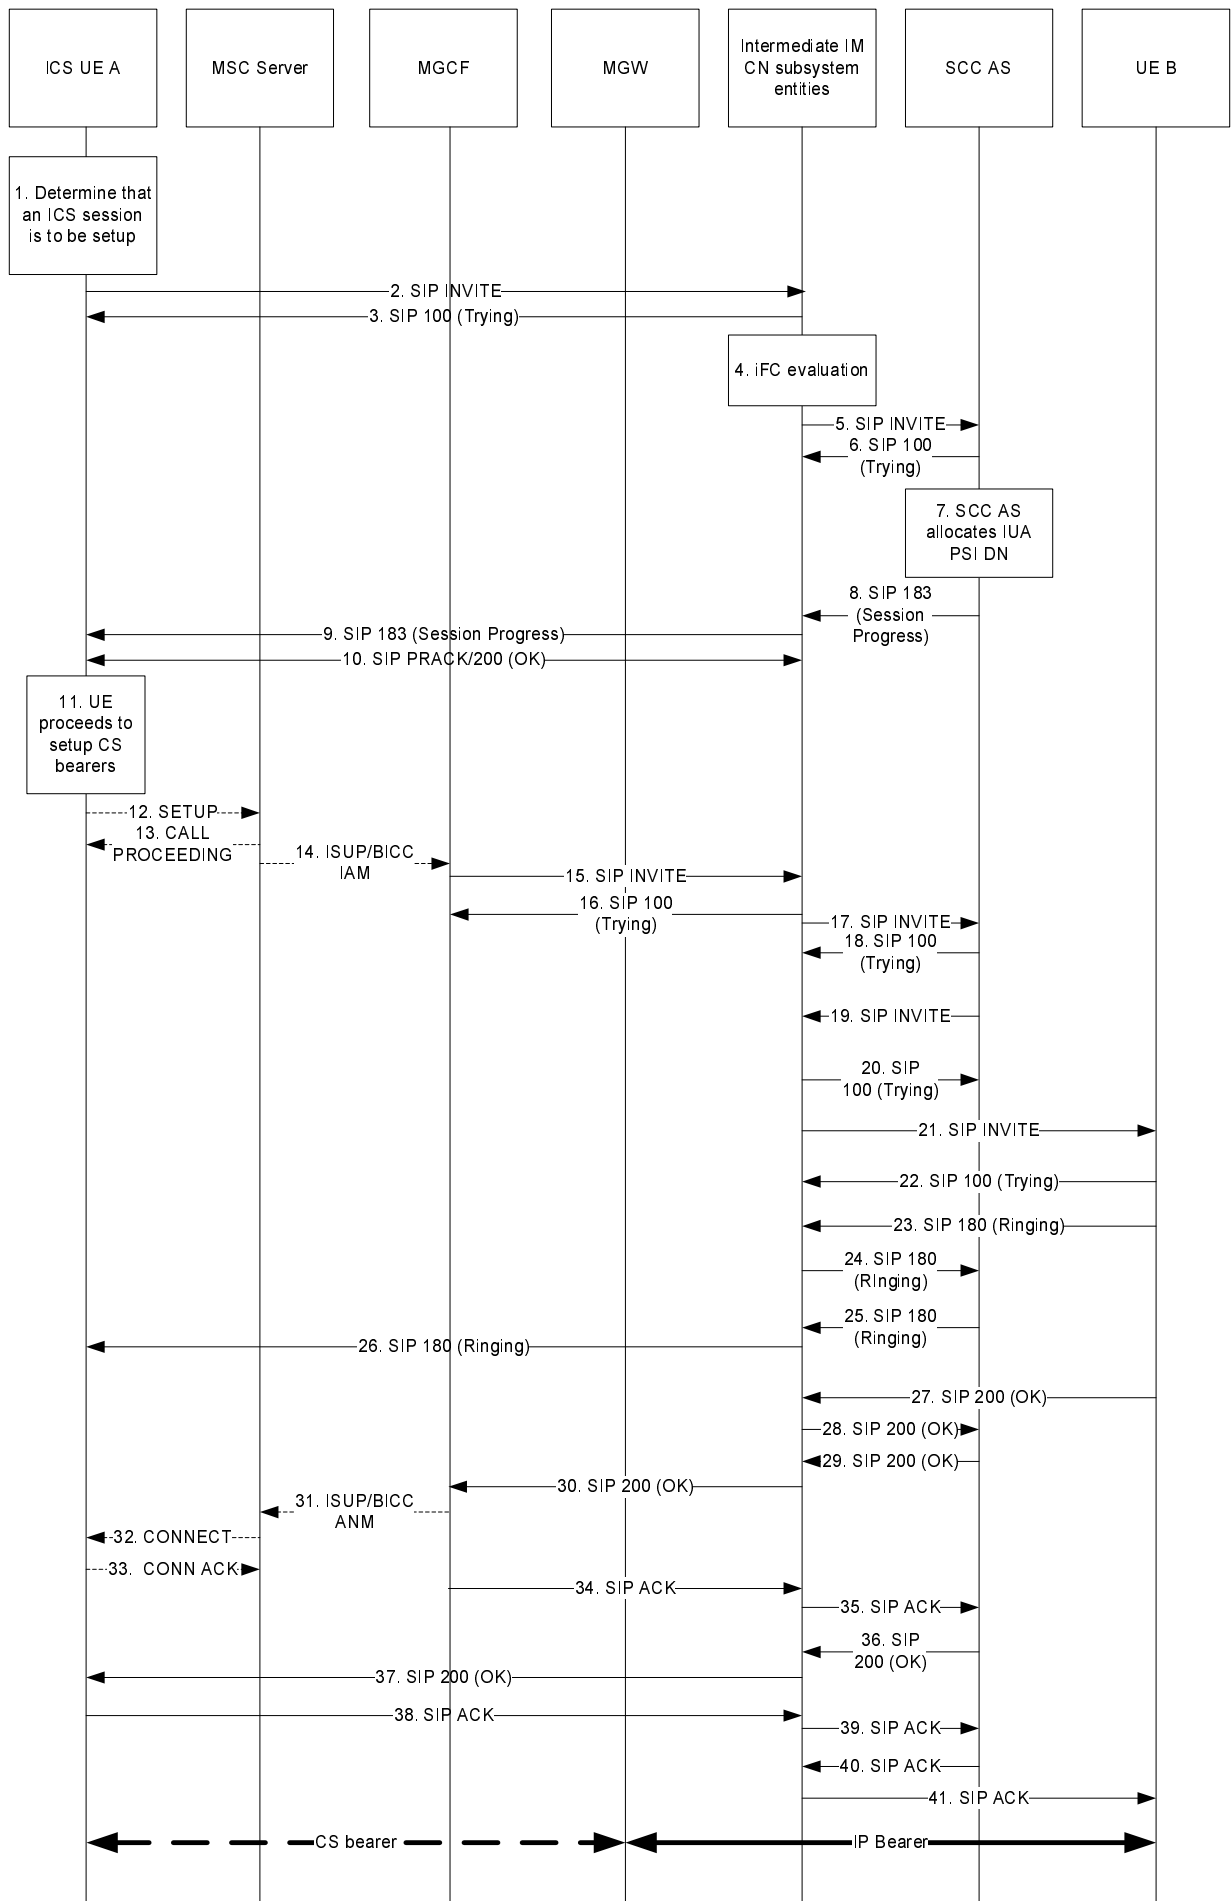 ICS UE A
MSC Server
MGCF
MGW
Intermediate IM
CN subsystem
entities
SCC AS
UE B
1. Determine that
an ICS session
is to be setup
2. SIP INVITE
3. SIP 100 (Trying)
4. iFC evaluation
5. SIP INVITE
6. SIP 100
(Trying)
7. SCC AS
allocates IUA
PSI DN
8. SIP 183
(Session
Progress)
9. SIP 183 (Session Progress)
10. SIP PRACK/200 (OK)
11. UE
proceeds to
setup CS
bearers
12. SETUP
13. CALL
PROCEEDING
14. ISUP/BICC
IAM
15. SIP INVITE
16. SIP 100
(Trying)
17. SIP INVITE
18. SIP 100
(Trying)
19. SIP INVITE
20. SIP
100 (Trying)
21. SIP INVITE
22. SIP 100 (Trying)
23. SIP 180 (Ringing)
24. SIP 180
(RInging)
25. SIP 180
(Ringing)
26. SIP 180 (Ringing)
27. SIP 200 (OK)
28. SIP 200 (OK)
29. SIP 200 (OK)
30. SIP 200 (OK)
31. ISUP/BICC
ANM
32. CONNECT
33. CONN ACK
34. SIP ACK
35. SIP ACK
36. SIP
200 (OK)
37. SIP 200 (OK)
38. SIP ACK
39. SIP ACK
40. SIP ACK
41. SIP ACK
CS bearer
IP Bearer